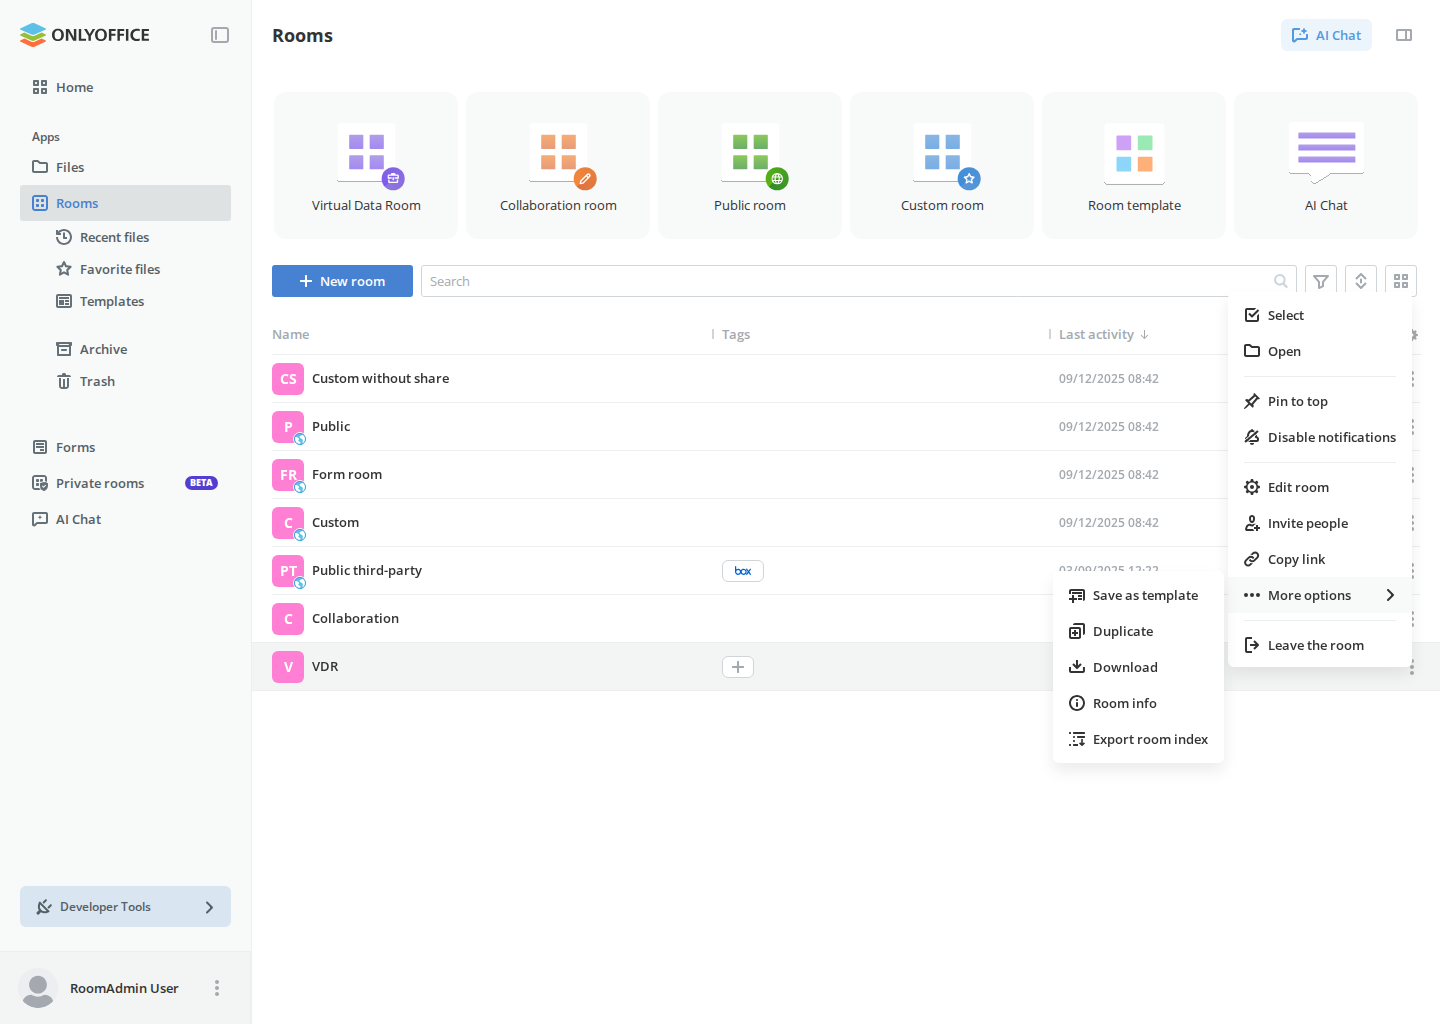 ONLYOFFICE
Home
Apps
Files
Rooms
Recent files
Favorite files
Templates
Archive
Trash
Forms
Private rooms
BETA
AI Chat
Developer Tools
RoomAdmin User
Rooms
AI Chat
Virtual Data Room
Collaboration room
Public room
Custom room
Room template
AI Chat
New room
Search
Name
Tags
Last activity
CS
Custom without share
09/12/2025 08:42
P
Public
09/12/2025 08:42
FR
Form room
09/12/2025 08:42
C
Custom
09/12/2025 08:42
PT
Public third-party
box
C
Collaboration
V
VDR
Select
Open
Pin to top
Disable notifications
Edit room
Invite people
Copy link
More options
Leave the room
Save as template
Duplicate
Download
Room info
Export room index